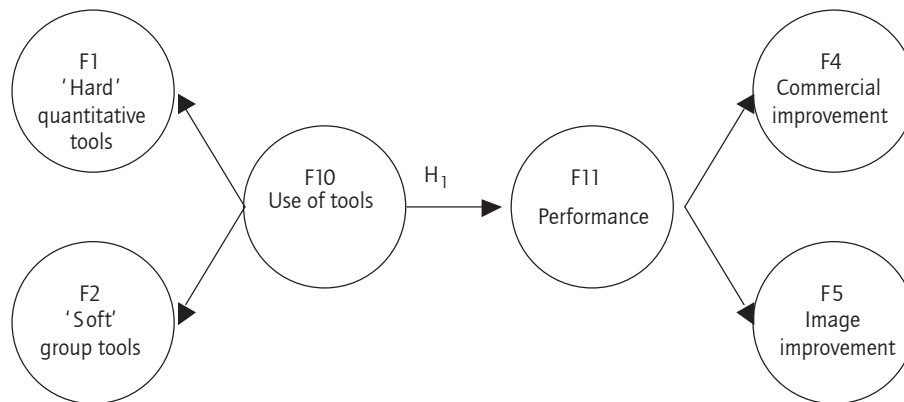 F1
'Hard'
quantitative
tools
F2
'Soft'
group tools
F10
Use of tools
H1
F11
Performance
F4
Commercial
improvement
F5
Image
improvement